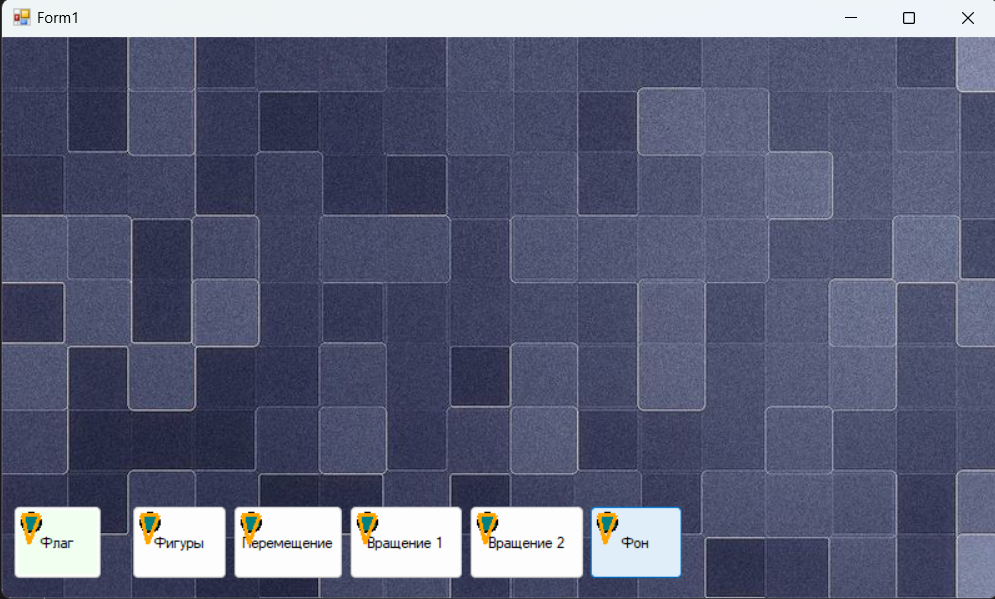 Form1
Флаг
Фигуры
Перемещение
Вращение 1
Вращение 2
Фон